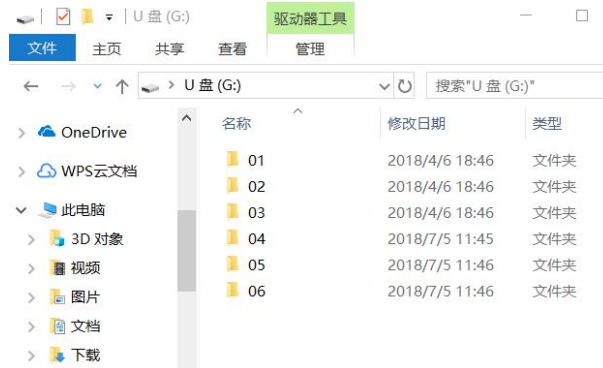 U 盘 (G:) 驱动器工具
文件 主页 共享 查看 管理
U 盘 (G:) 搜索"U 盘 (G:)"
OneDrive
WPS云文档
此电脑
3D 对象
视频
图片
文档
下载
名称 修改日期 类型
01 2018/4/6 18:46 文件夹
02 2018/4/6 18:46 文件夹
03 2018/4/6 18:46 文件夹
04 2018/7/5 11:45 文件夹
05 2018/7/5 11:46 文件夹
06 2018/7/5 11:46 文件夹